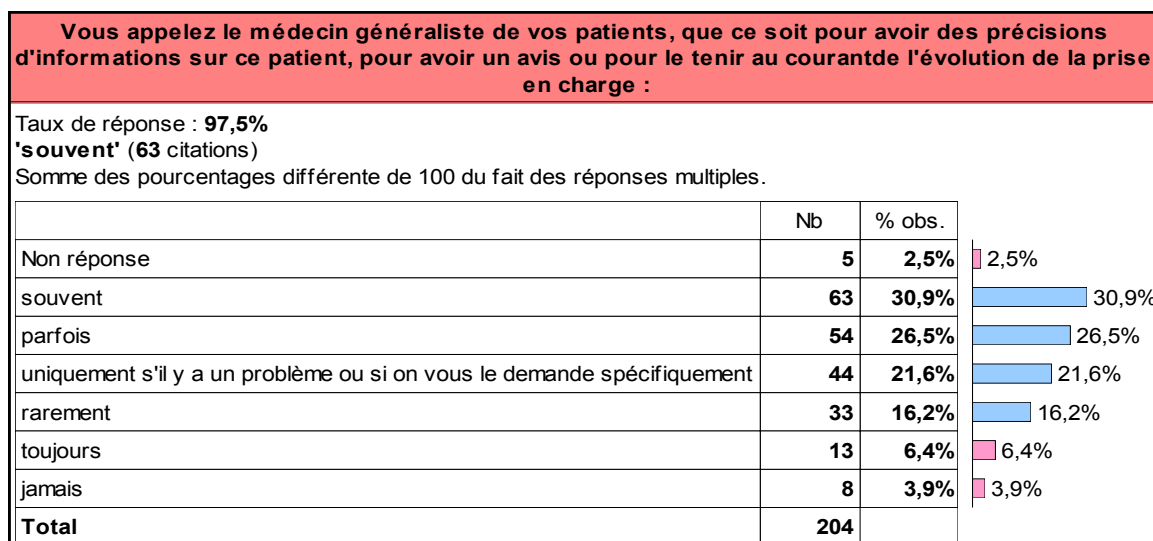 Vous appelez le médecin généraliste de vos patients, que ce soit pour avoir des précisions
d'informations sur ce patient, pour avoir un avis ou pour le tenir au courantde l'évolution de la prise
en charge :
Taux de réponse : 97,5%
'souvent' (63 citations)
Somme des pourcentages différente de 100 du fait des réponses multiples.
Nb % obs.
Non réponse 5 2,5% 2,5%
souvent 63 30,9% 30,9%
parfois 54 26,5% 26,5%
uniquement s'il y a un problème ou si on vous le demande spécifiquement 44 21,6% 21,6%
rarement 33 16,2% 16,2%
toujours 13 6,4% 6,4%
jamais 8 3,9% 3,9%
Total 204